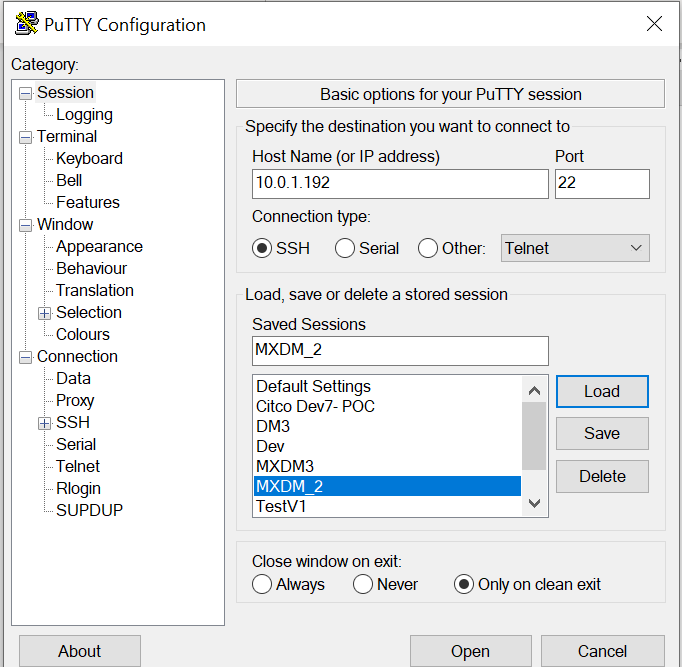 PuTTY Configuration
Category:
Session
Logging
Terminal
Keyboard
Bell
Features
Window
Appearance
Behaviour
Translation
Selection
Colours
Connection
Data
Proxy
SSH
Serial
Telnet
Rlogin
SUPDUP
Basic options for your PuTTY session
Specify the destination you want to connect to
Host Name (or IP address) Port
10.0.1.192 22
Connection type:
SSH Serial Other: Telnet
Load, save or delete a stored session
Saved Sessions
MXDM_2
Default Settings
Citco Dev7- POC
DM3
Dev
MXDM3
MXDM_2
TestV1
Load
Save
Delete
Close window on exit:
Always Never Only on clean exit
About Open Cancel